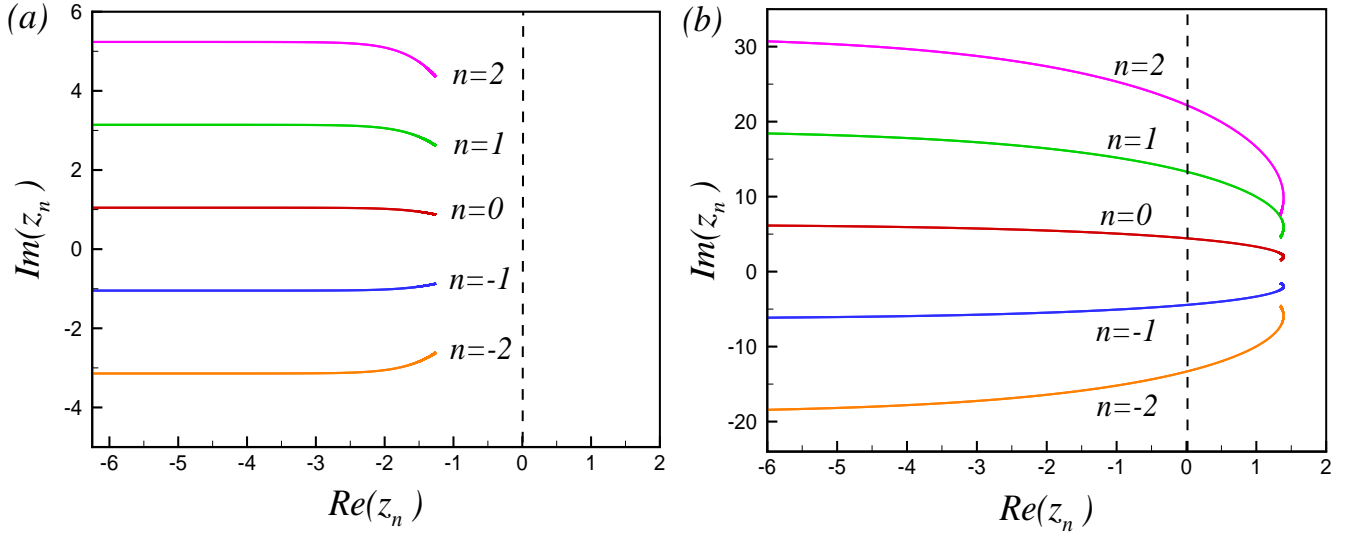 (a)
6
4
2
0
-2
-4
Im(z_n)
n=2
n=1
n=0
n=-1
n=-2
-6 -5 -4 -3 -2 -1 0 1 2
Re(z_n)
(b)
30
20
10
0
-10
-20
Im(z_n)
n=2
n=1
n=0
n=-1
n=-2
-6 -5 -4 -3 -2 -1 0 1 2
Re(z_n)